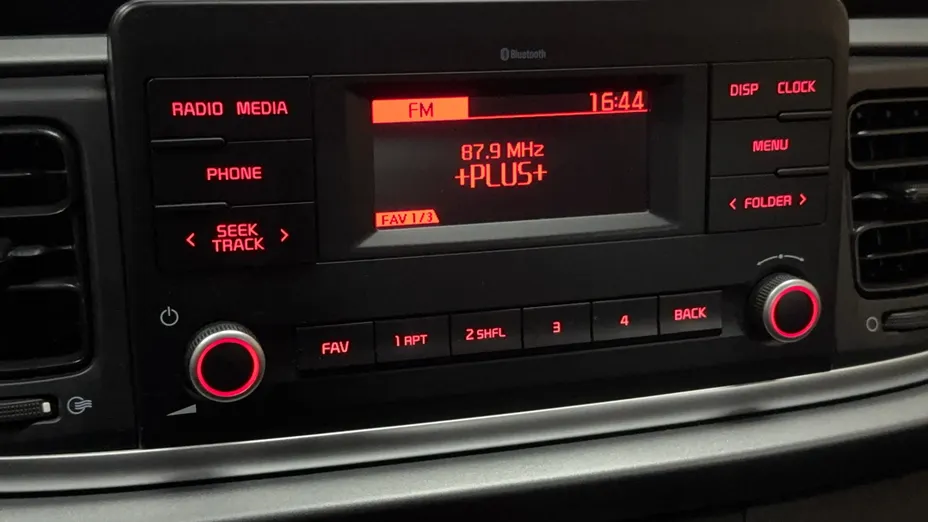 Bluetooth
RADIO MEDIA
PHONE
< SEEK TRACK >
FM 16:44
87.9 MHz
+PLUS+
FAV 1/3
DISP CLOCK
MENU
< FOLDER >
FAV
1 RPT
2 SHFL
3
4
BACK